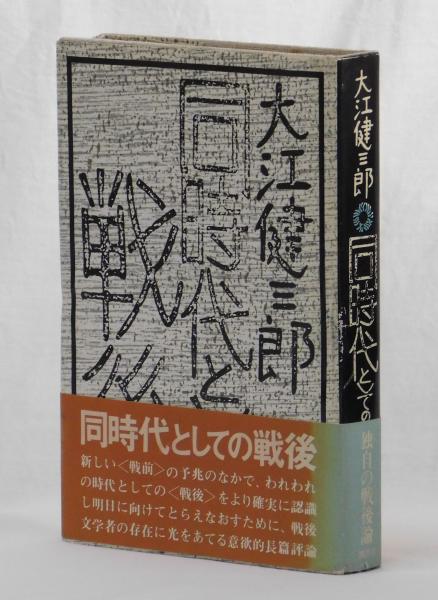 大江健三郎
同時代と
戦後
同時代としての戦後
新しい〈戦前〉の予兆のなかで、われわれ
の時代としての〈戦後〉をより確実に認識
し明日に向けてとらえなおすために、戦後
文学者の存在に光をあてる意欲的長篇評論
大江健三郎
同時代としての
独自の戦後論